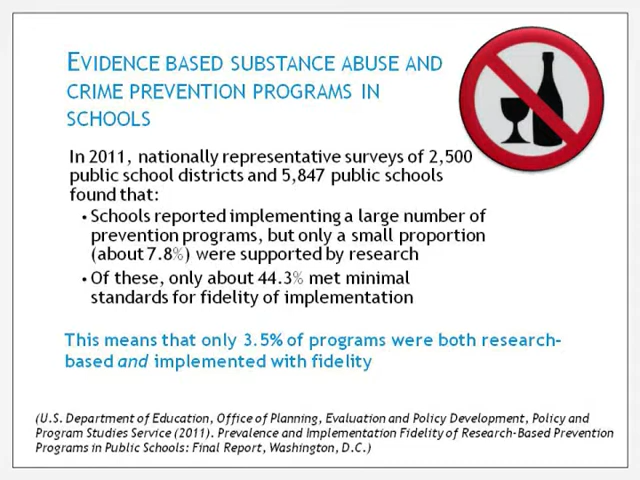 EVIDENCE BASED SUBSTANCE ABUSE AND
CRIME PREVENTION PROGRAMS IN
SCHOOLS
In 2011, nationally representative surveys of 2,500
public school districts and 5,847 public schools
found that:
• Schools reported implementing a large number of
prevention programs, but only a small proportion
(about 7.8%) were supported by research
• Of these, only about 44.3% met minimal
standards for fidelity of implementation
This means that only 3.5% of programs were both research-
based and implemented with fidelity
(U.S. Department of Education, Office of Planning, Evaluation and Policy Development, Policy and
Program Studies Service (2011). Prevalence and Implementation Fidelity of Research-Based Prevention
Programs in Public Schools: Final Report, Washington, D.C.)